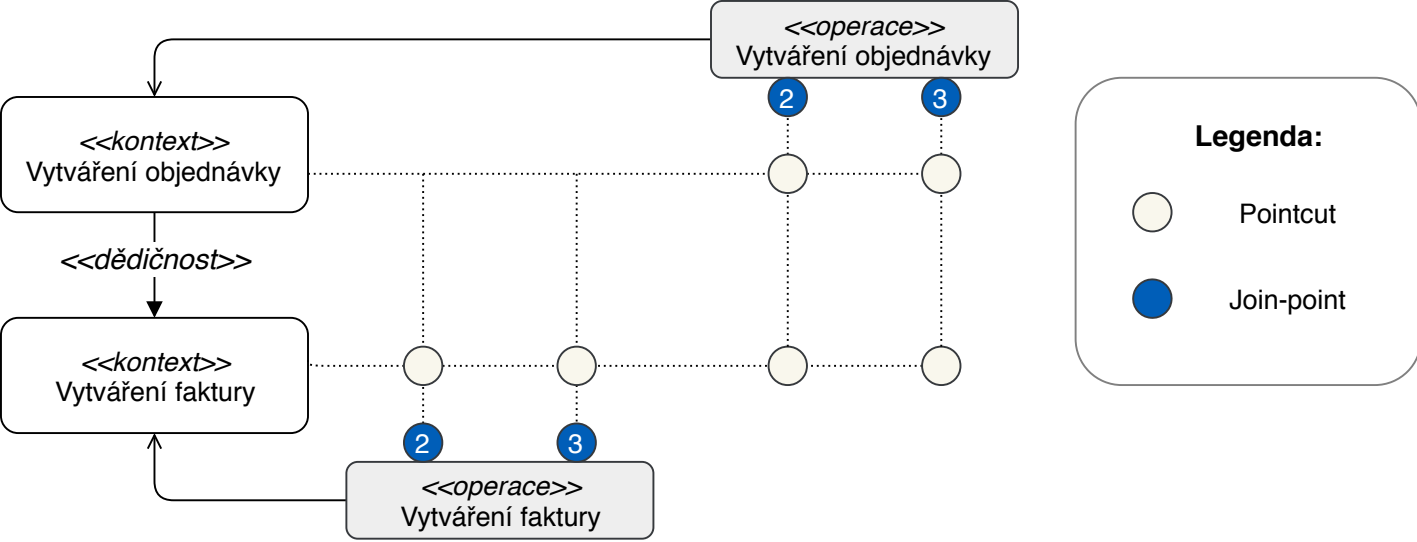 <<operace>>
Vytváření objednávky
2
3
<<kontext>>
Vytváření objednávky
<<dědičnost>>
<<kontext>>
Vytváření faktury
2
3
<<operace>>
Vytváření faktury
Legenda:
Pointcut
Join-point